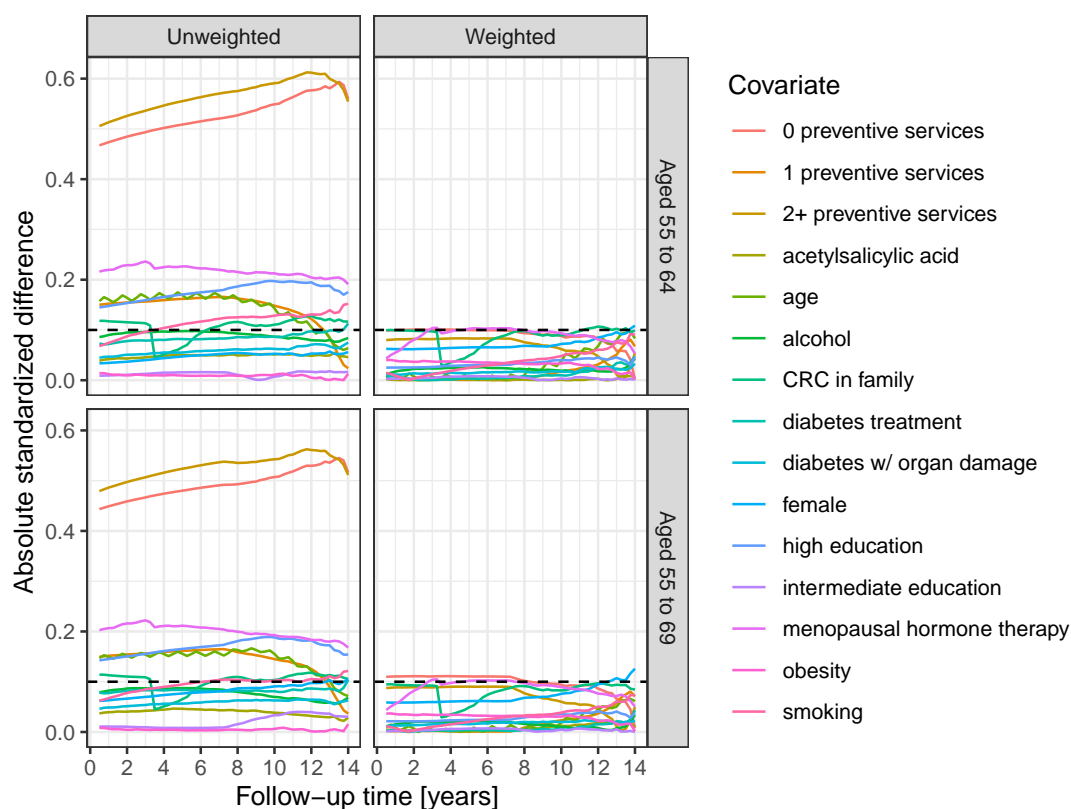 Unweighted
Weighted
Absolute standardized difference
0.6
0.4
0.2
0.0
Aged 55 to 64
0.6
0.4
0.2
0.0
Aged 55 to 69
0 2 4 6 8 10 12 14
0 2 4 6 8 10 12 14
Follow−up time [years]
Covariate
0 preventive services
1 preventive services
2+ preventive services
acetylsalicylic acid
age
alcohol
CRC in family
diabetes treatment
diabetes w/ organ damage
female
high education
intermediate education
menopausal hormone therapy
obesity
smoking